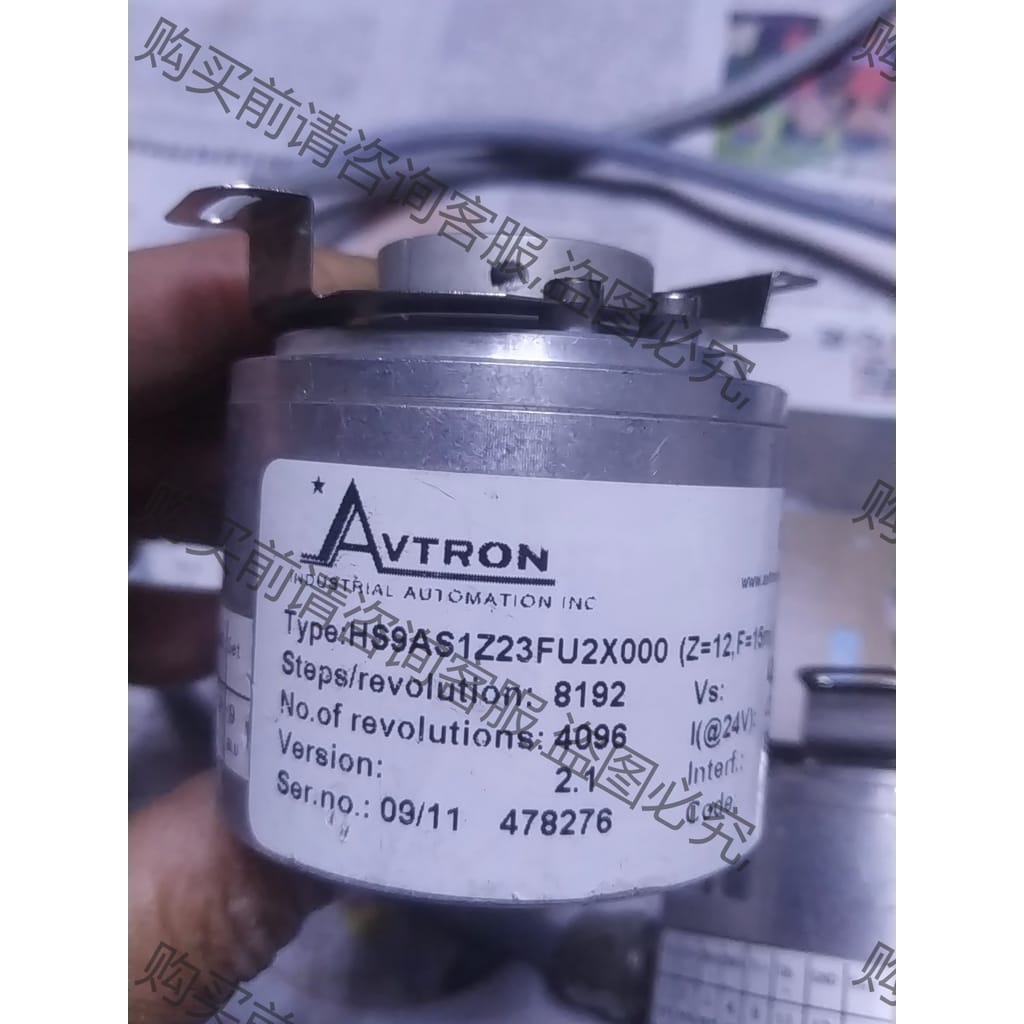 购买前请咨询客服,盗图必究,
AVTRON
INDUSTRIAL AUTOMATION INC
Type:HS9AS1Z23FU2X000 (Z=12,F=15m
Steps/revolution: 8192 Vs:
No.of revolutions: 4096 I(@24V):
Version: 2.1 Interf.:
Ser.no.: 09/11 478276 Code.
购买前请咨询客服,盗图必究,